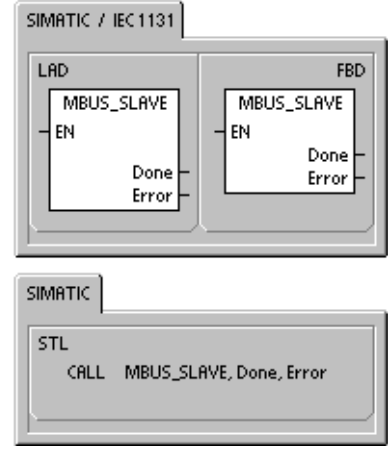 SIMATIC / IEC 1131
LAD
MBUS_SLAVE
EN
Done
Error
FBD
MBUS_SLAVE
EN
Done
Error
SIMATIC
STL
CALL MBUS_SLAVE, Done, Error